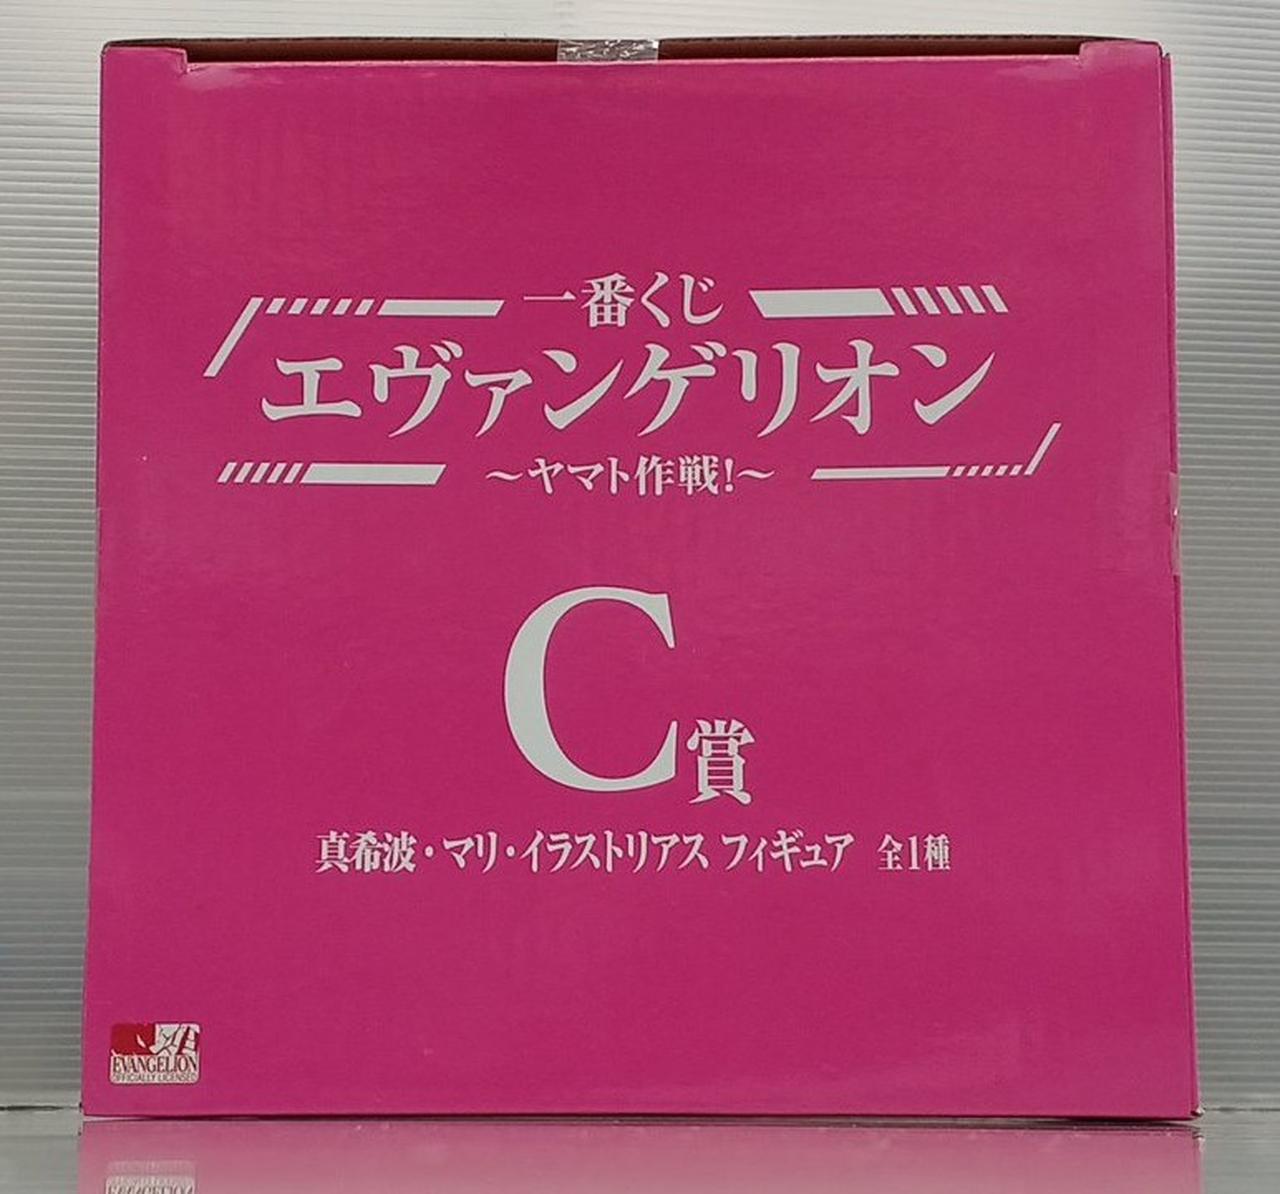 一番くじ
エヴァンゲリオン
～ヤマト作戦!～
C賞
真希波・マリ・イラストリアス フィギュア 全1種
EVANGELION
OFFICIALLY LICENSED